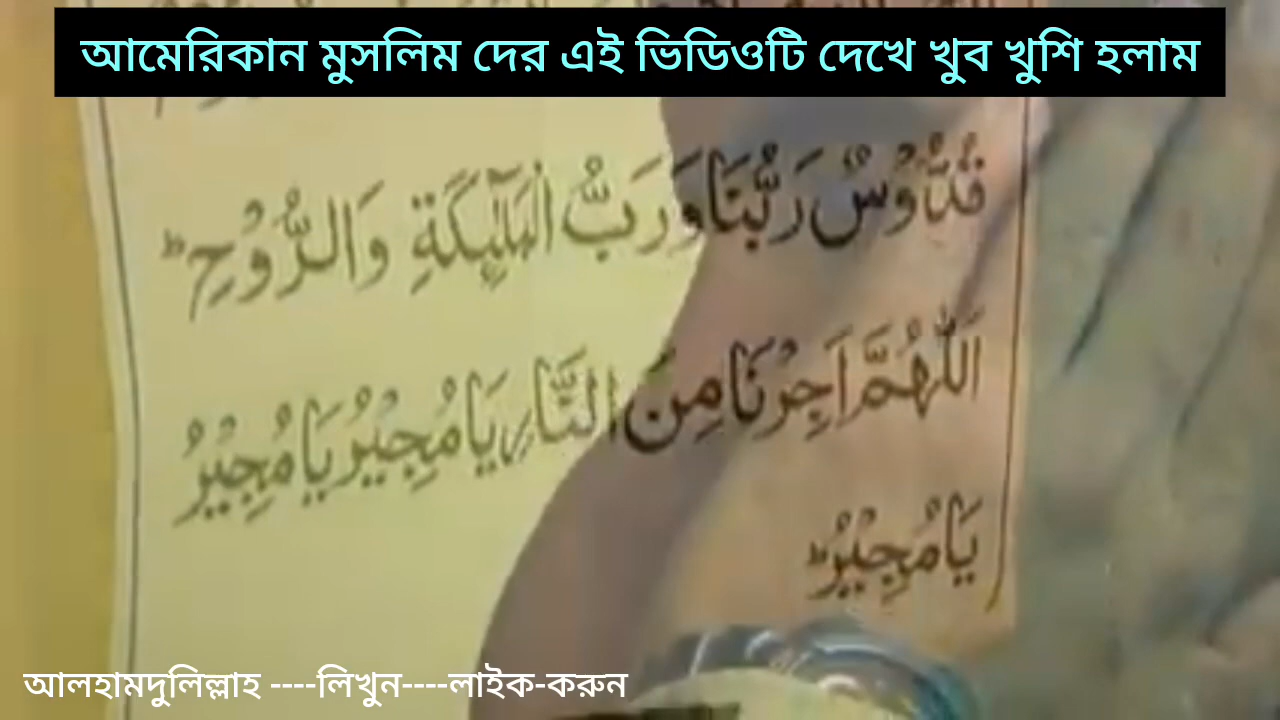 আমেরিকান মুসলিম দের এই ভিডিওটি দেখে খুব খুশি হলাম
قُدُّوْسٌ رَبُّنَا وَرَبُّ الْمَلٰٓئِكَةِ وَالرُّوْحِ ؕ
اَللّٰهُمَّ اَجِرْنَا مِنَ النَّارِ يَا مُجِيْرُ يَا مُجِيْرُ
يَا مُجِيْرُ ؕ
আলহামদুলিল্লাহ ----লিখুন----লাইক-করুন